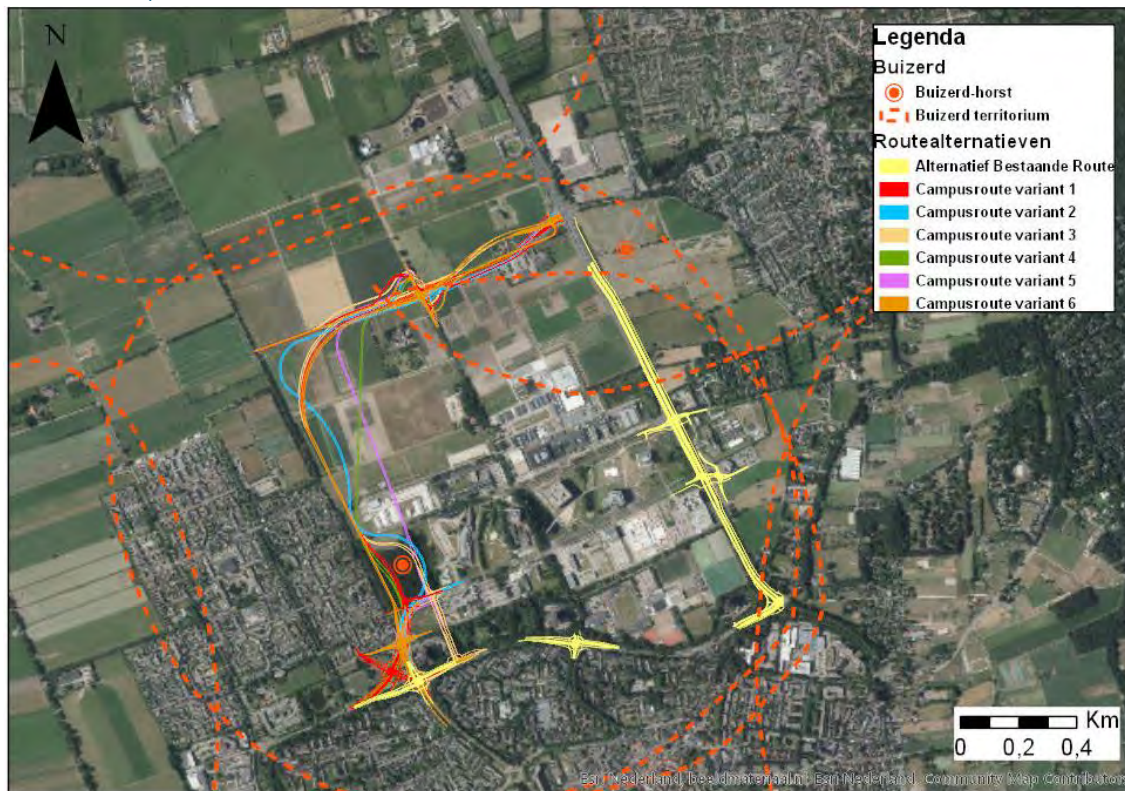 N
Legenda
Buizerd
Buizerd-horst
Buizerd territorium
Routealternatieven
Alternatief Bestaande Route
Campusroute variant 1
Campusroute variant 2
Campusroute variant 3
Campusroute variant 4
Campusroute variant 5
Campusroute variant 6
Km
0 0,2 0,4
Esri Nederland, beeldmateriaal.nl, Esri Nederland, Community Map Contributors